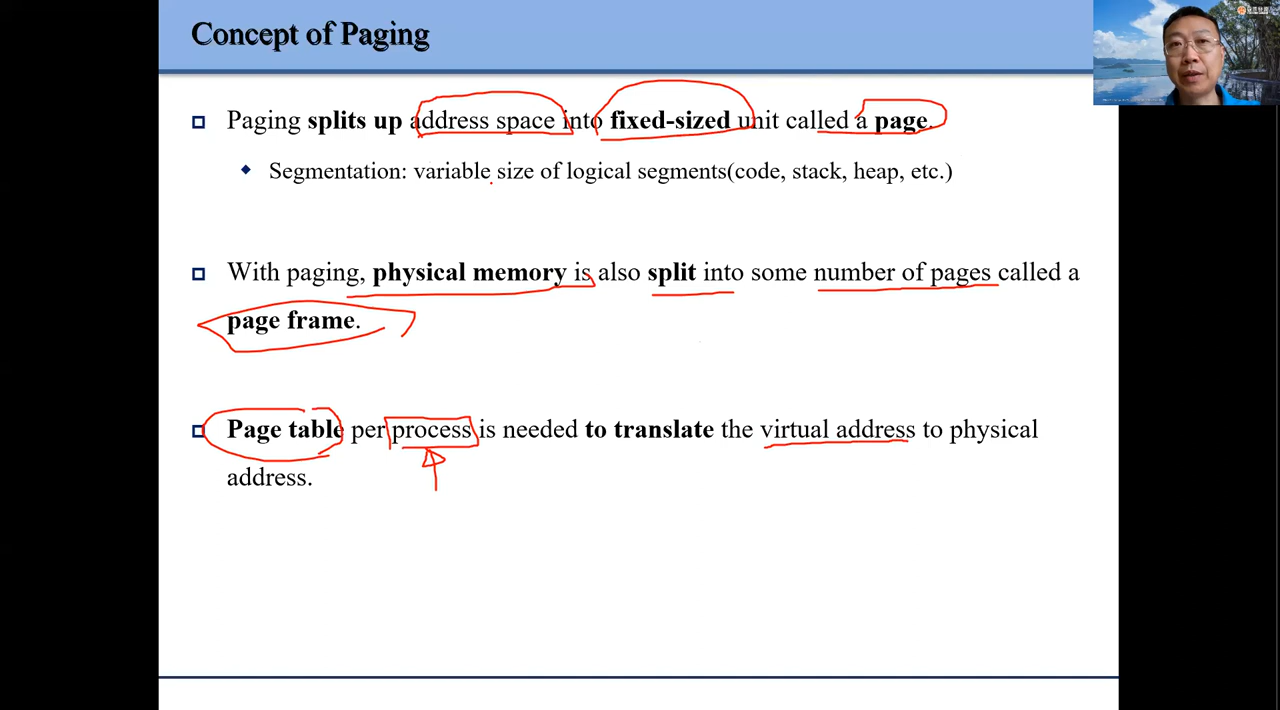 Concept of Paging
Paging splits up address space into fixed-sized unit called a page.
Segmentation: variable size of logical segments(code, stack, heap, etc.)
With paging, physical memory is also split into some number of pages called a
page frame.
Page table per process is needed to translate the virtual address to physical
address.